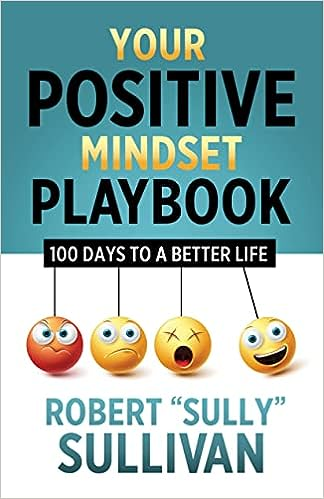 YOUR
POSITIVE
MINDSET
PLAYBOOK
100 DAYS TO A BETTER LIFE
ROBERT “SULLY”
SULLIVAN